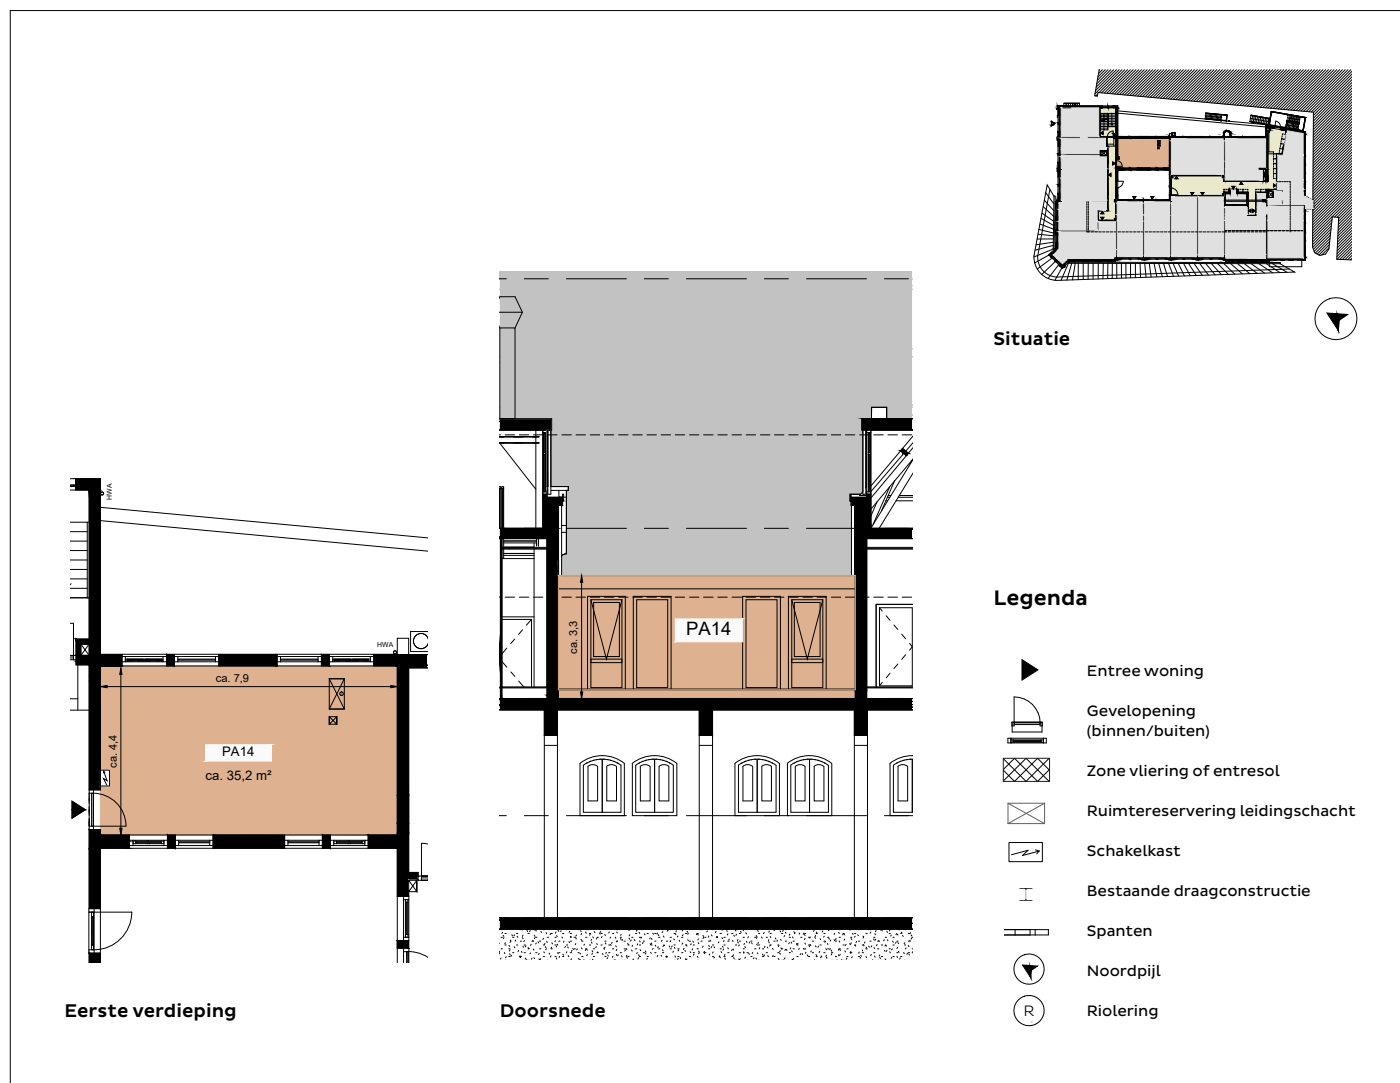 HWA
HWA
ca. 7,9
ca. 4,4
PA14
ca. 35,2 m²
Eerste verdieping
ca. 3,3
PA14
Doorsnede
Situatie
Legenda
Entree woning
Gevelopening
(binnen/buiten)
Zone vliering of entresol
Ruimtereservering leidingschacht
Schakelkast
Bestaande draagconstructie
Spanten
Noordpijl
R
Riolering